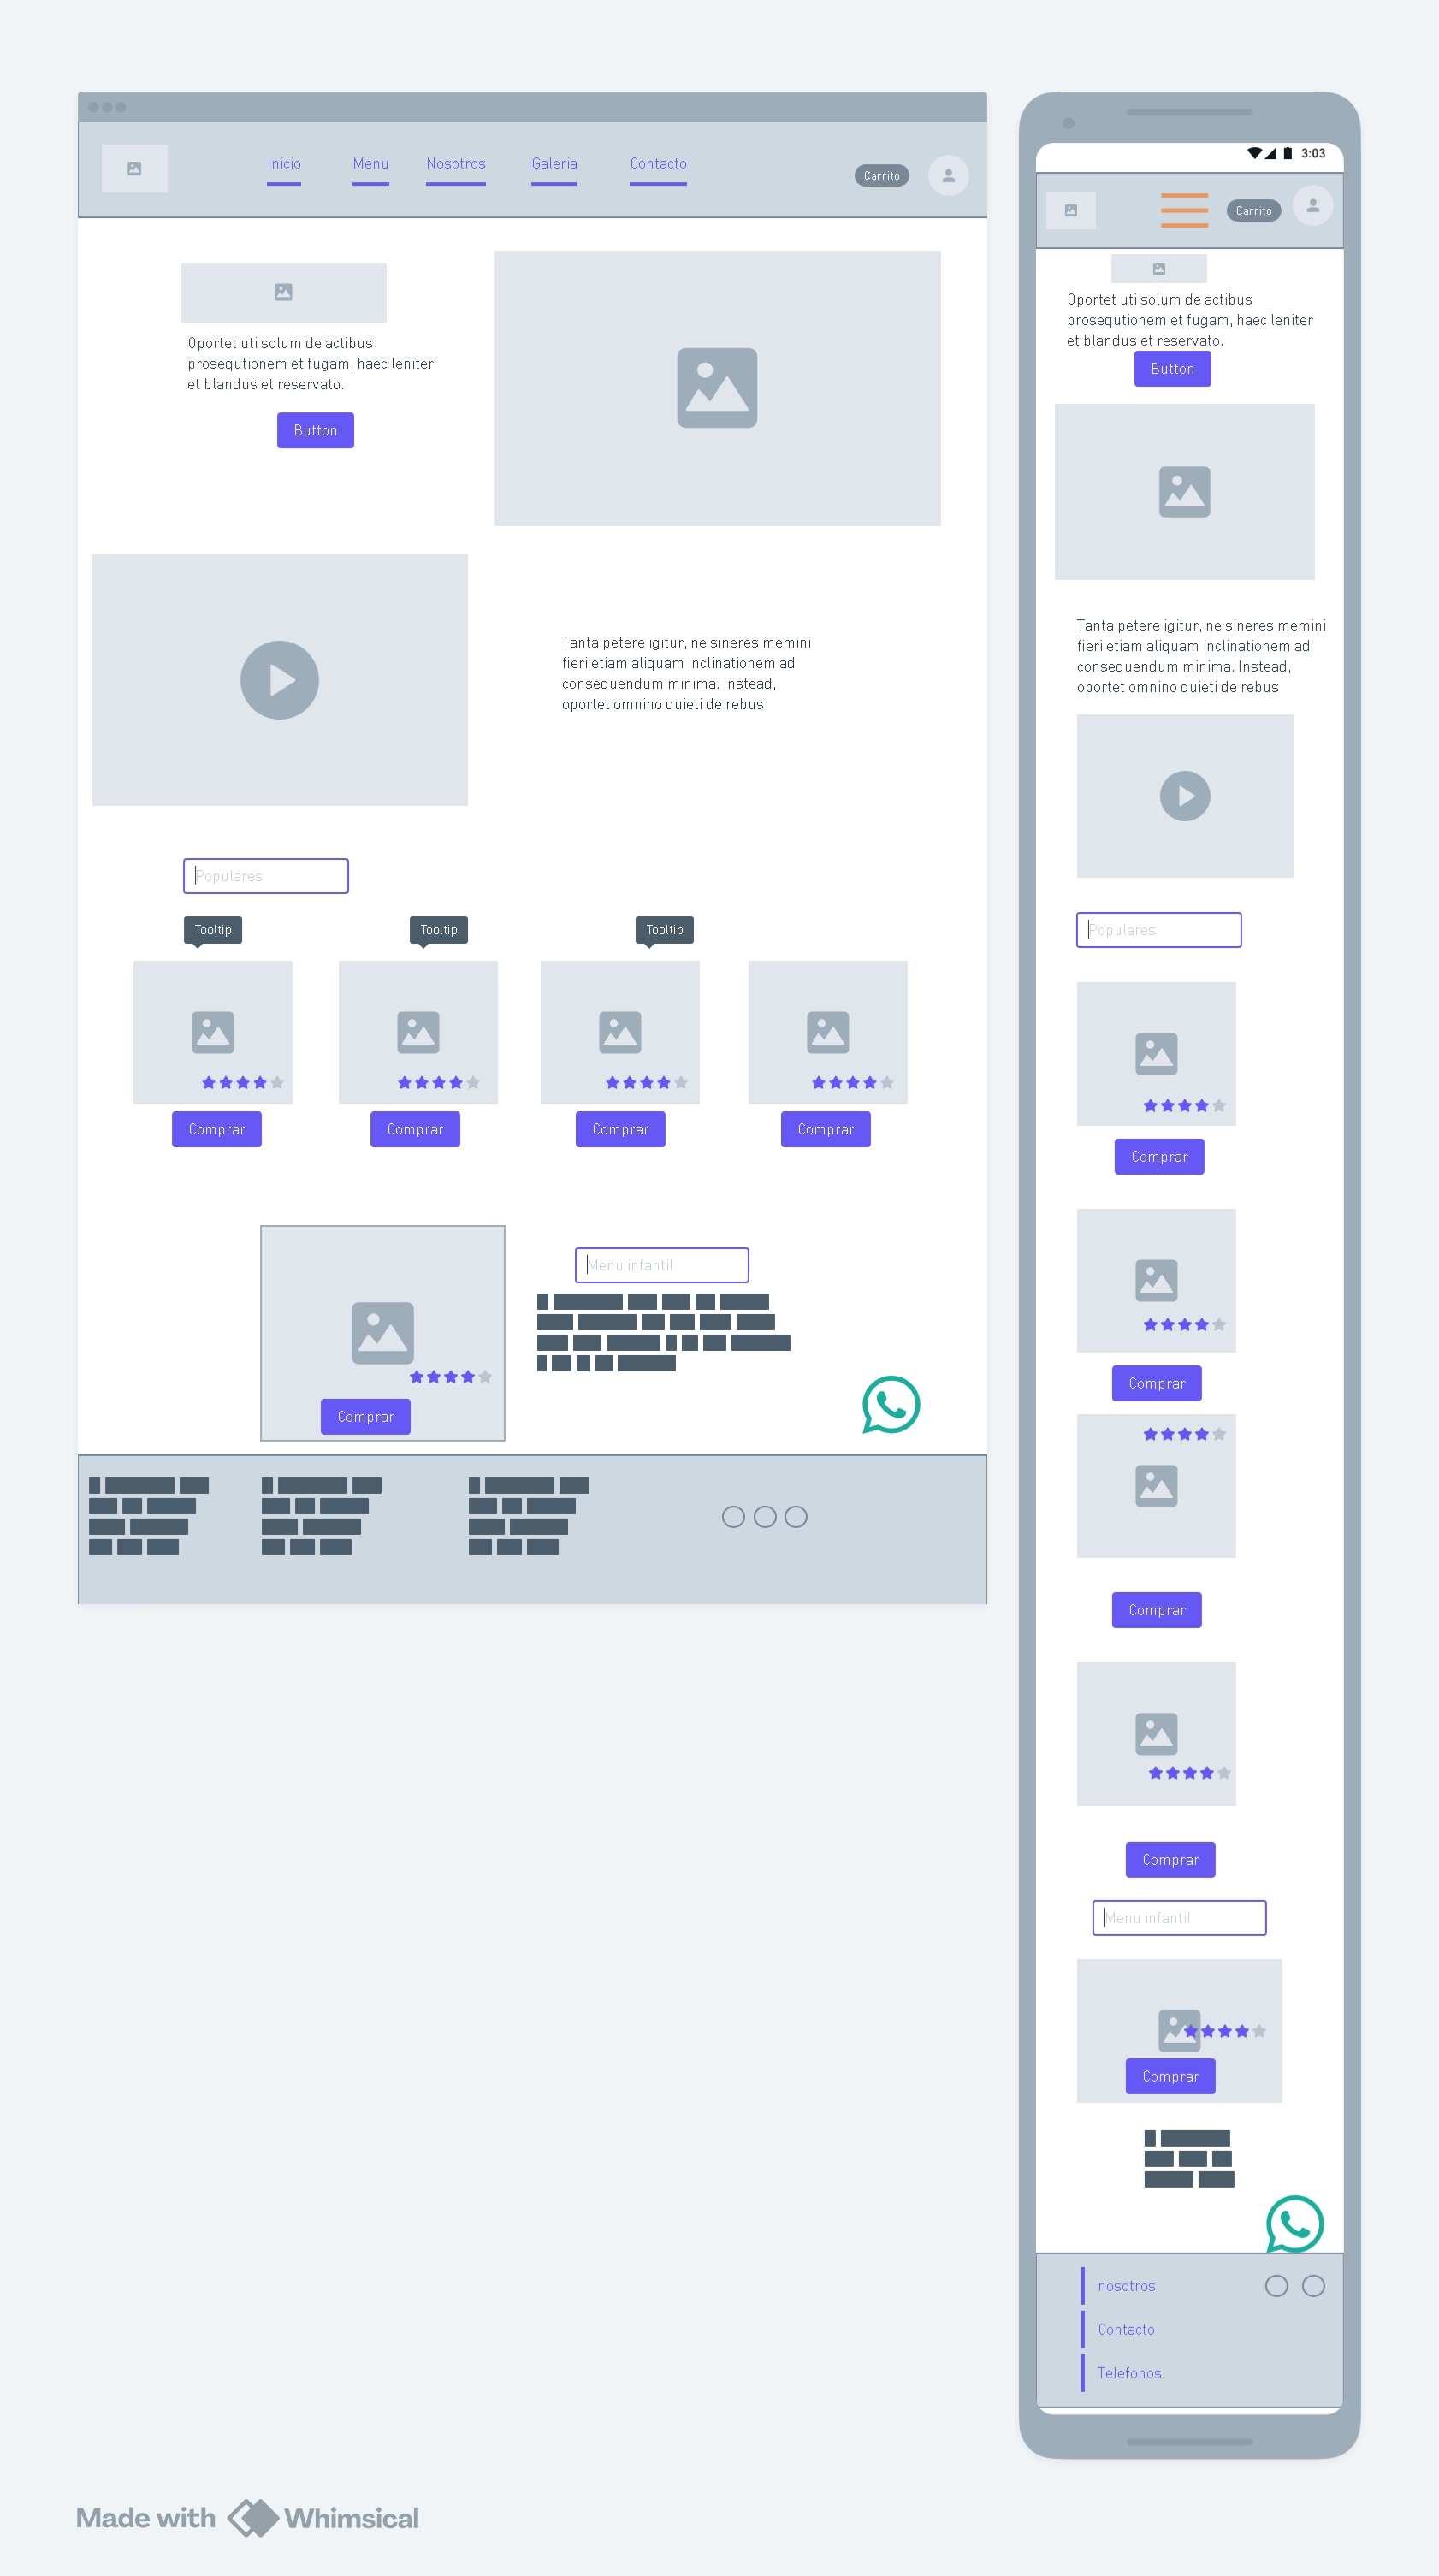 Inicio
Menu
Nosotros
Galeria
Contacto
Carrito
Oportet uti solum de actibus
prosequtionem et fugam, haec leniter
et blandus et reservato.
Button
Tanta petere igitur, ne sineres memini
fieri etiam aliquam inclinationem ad
consequendum minima. Instead,
oportet omnino quieti de rebus
Populares
Tooltip
Tooltip
Tooltip
Comprar
Comprar
Comprar
Comprar
Menu infantil
Comprar
3:03
Carrito
Oportet uti solum de actibus
prosequtionem et fugam, haec leniter
et blandus et reservato.
Button
Tanta petere igitur, ne sineres memini
fieri etiam aliquam inclinationem ad
consequendum minima. Instead,
oportet omnino quieti de rebus
Populares
Comprar
Comprar
Comprar
Comprar
Menu infantil
Comprar
nosotros
Contacto
Telefonos
Made with Whimsical